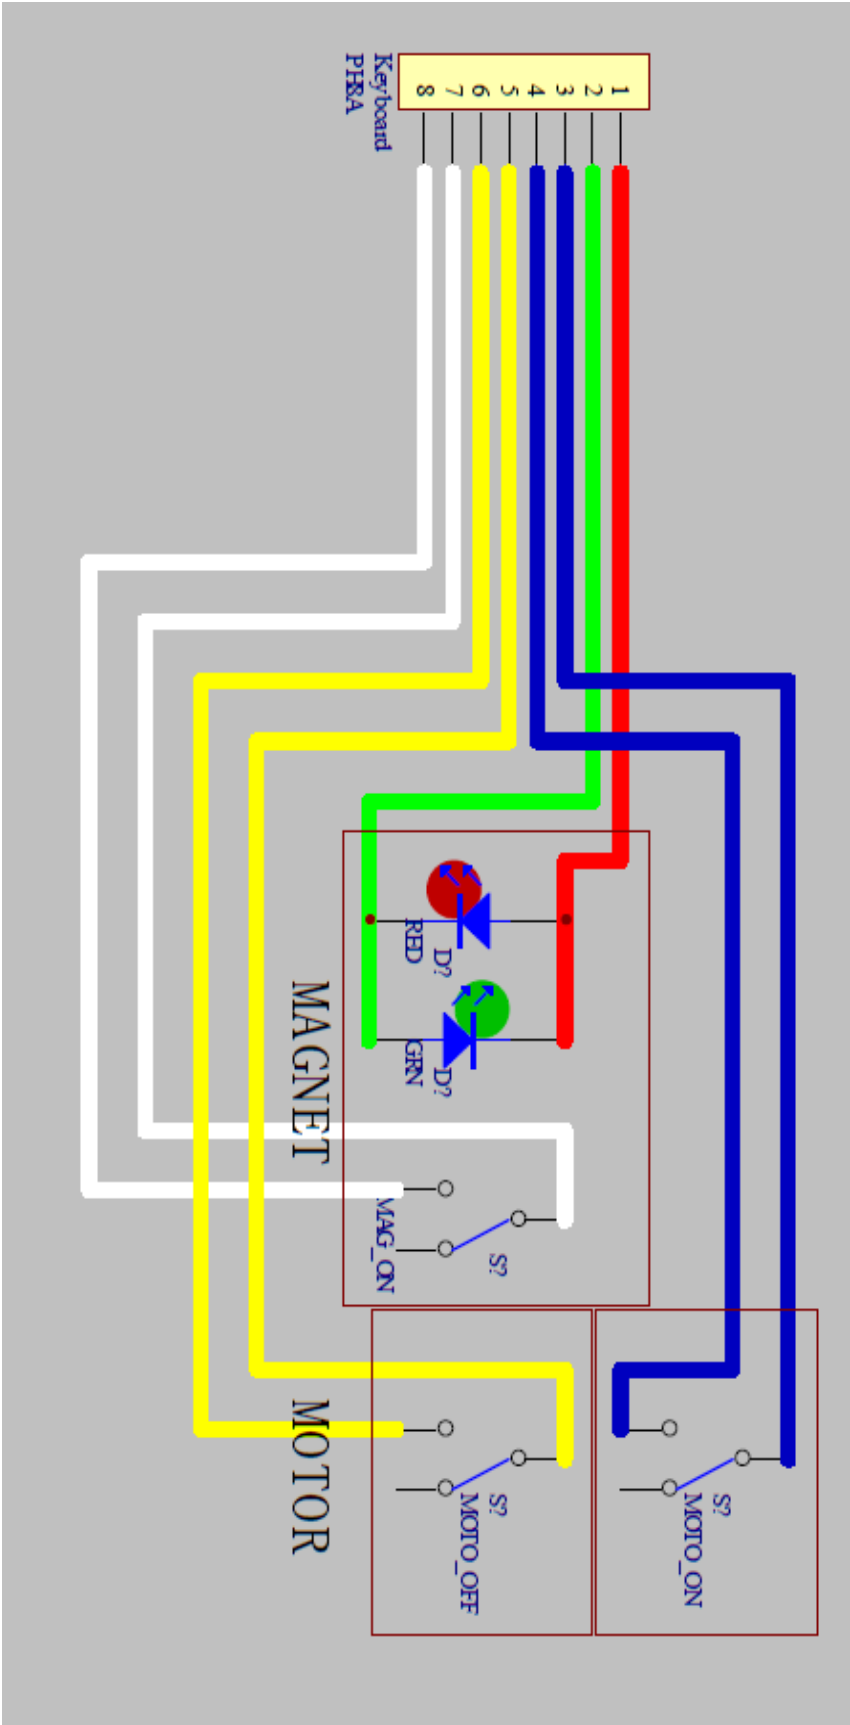 Keyboard
PH8A
8
7
6
5
4
3
2
1
D?
RED
D?
GRN
MAGNET
S?
MAG_ON
MOTOR
S?
MOTO_OFF
S?
MOTO_ON